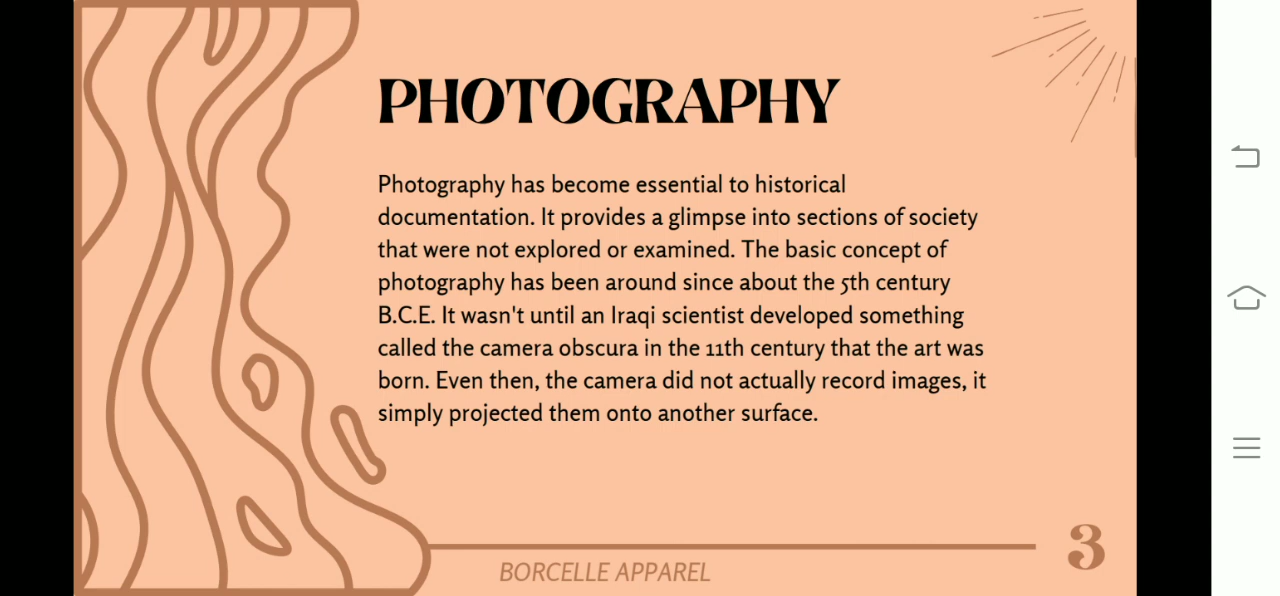 PHOTOGRAPHY
Photography has become essential to historical
documentation. It provides a glimpse into sections of society
that were not explored or examined. The basic concept of
photography has been around since about the 5th century
B.C.E. It wasn't until an Iraqi scientist developed something
called the camera obscura in the 11th century that the art was
born. Even then, the camera did not actually record images, it
simply projected them onto another surface.
BORCELLE APPAREL
3